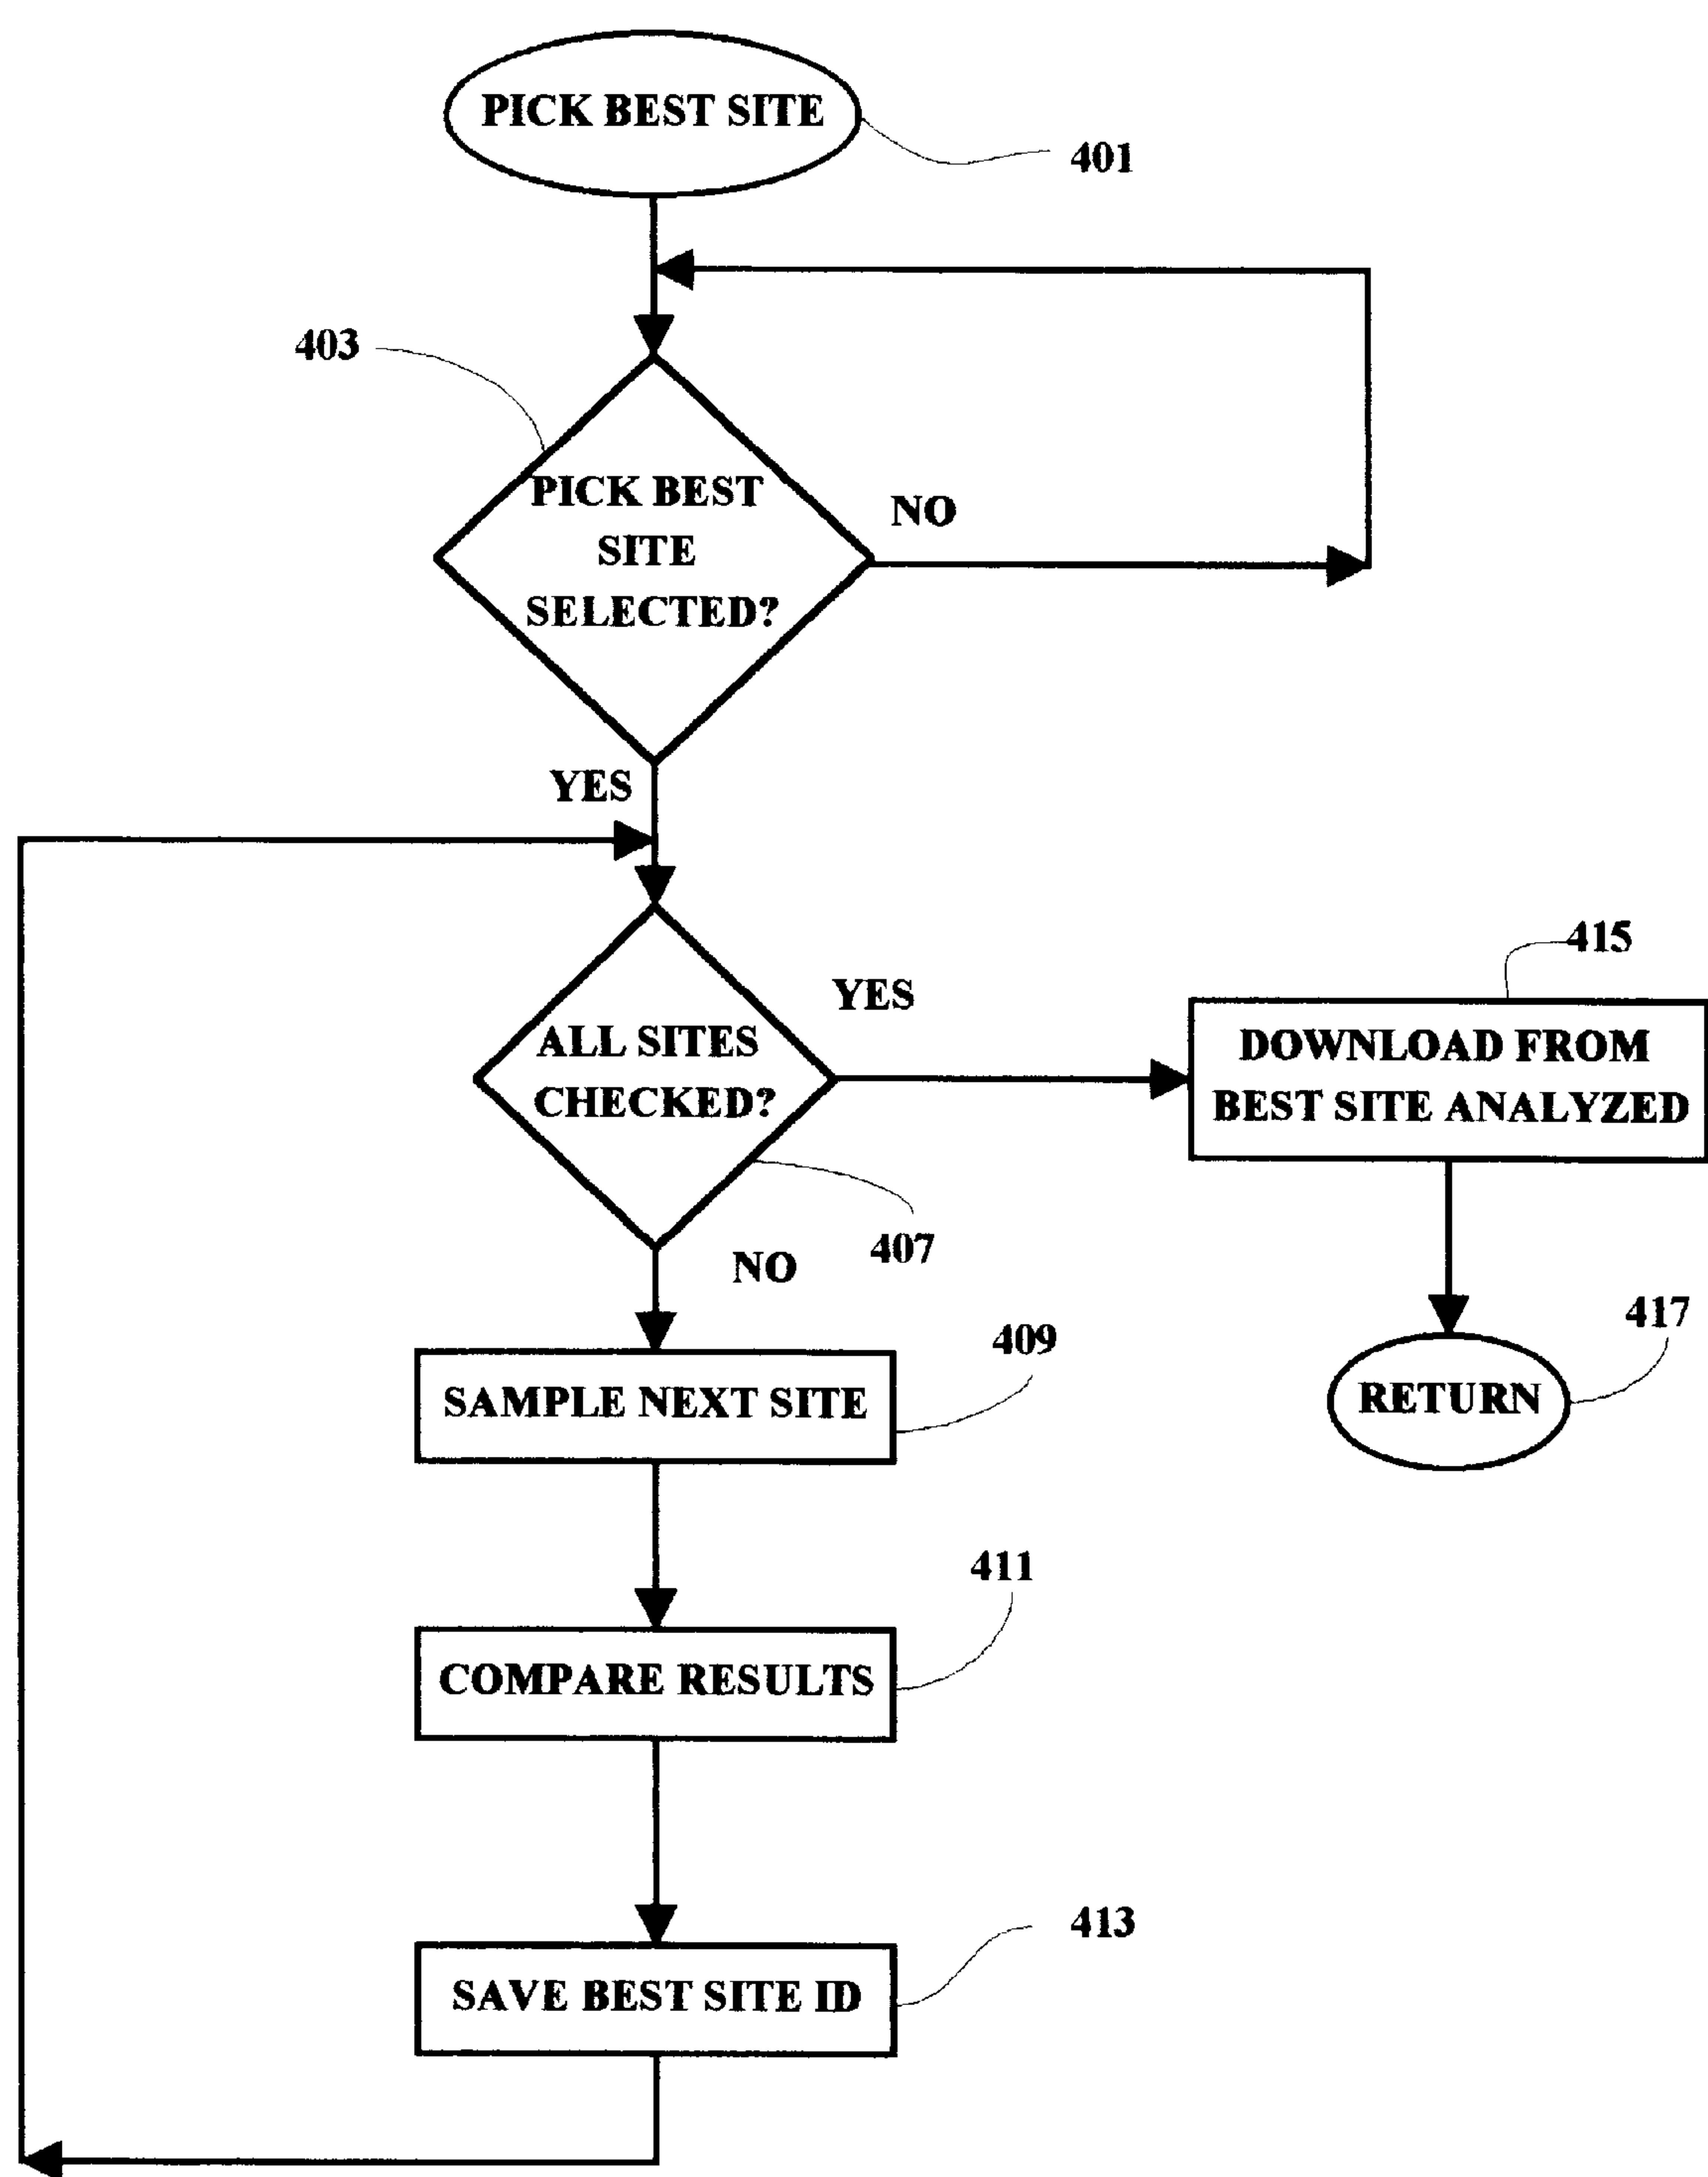 PICK BEST SITE
401
403
PICK BEST
SITE
SELECTED?
NO
YES
ALL SITES
CHECKED?
YES
407
NO
415
DOWNLOAD FROM
BEST SITE ANALYZED
417
RETURN
409
SAMPLE NEXT SITE
411
COMPARE RESULTS
413
SAVE BEST SITE ID